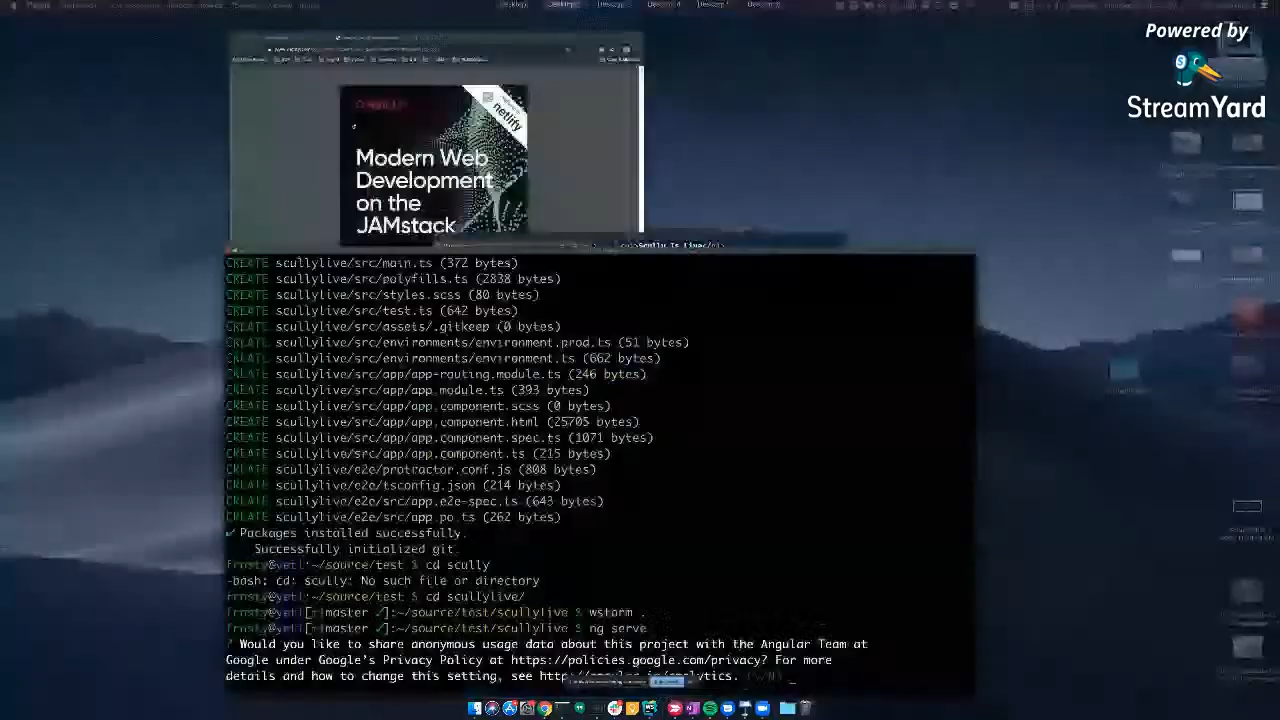 Powered by
StreamYard
netlify
Modern Web
Development
on the
JAMstack
Scully Is Live
CREATE scullylive/src/main.ts (372 bytes)
CREATE scullylive/src/polyfills.ts (2838 bytes)
CREATE scullylive/src/styles.scss (80 bytes)
CREATE scullylive/src/test.ts (642 bytes)
CREATE scullylive/src/assets/.gitkeep (0 bytes)
CREATE scullylive/src/environments/environment.prod.ts (51 bytes)
CREATE scullylive/src/environments/environment.ts (662 bytes)
CREATE scullylive/src/app/app-routing.module.ts (246 bytes)
CREATE scullylive/src/app/app.module.ts (393 bytes)
CREATE scullylive/src/app/app.component.scss (0 bytes)
CREATE scullylive/src/app/app.component.html (25705 bytes)
CREATE scullylive/src/app/app.component.spec.ts (1071 bytes)
CREATE scullylive/src/app/app.component.ts (215 bytes)
CREATE scullylive/e2e/protractor.conf.js (808 bytes)
CREATE scullylive/e2e/tsconfig.json (214 bytes)
CREATE scullylive/e2e/src/app.e2e-spec.ts (643 bytes)
CREATE scullylive/e2e/src/app.po.ts (262 bytes)
✔ Packages installed successfully.
Successfully initialized git.
frosty@yeti:~/source/test $ cd scully
-bash: cd: scully: No such file or directory
frosty@yeti:~/source/test $ cd scullylive/
frosty@yeti[±|master ✓]:~/source/test/scullylive $ wstorm .
frosty@yeti[±|master ✓]:~/source/test/scullylive $ ng serve
? Would you like to share anonymous usage data about this project with the Angular Team at
Google under Google's Privacy Policy at https://policies.google.com/privacy? For more
details and how to change this setting, see